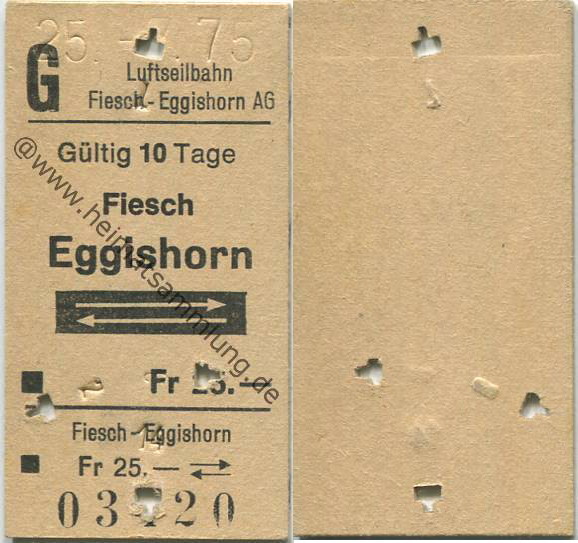 25. -7.75
G
Luftseilbahn
Fiesch-Eggishorn AG
Gültig 10 Tage
Fiesch
Eggishorn
Fr 25.—
Fiesch-Eggishorn
Fr 25.—
03420
@www.heimatsammlung.de